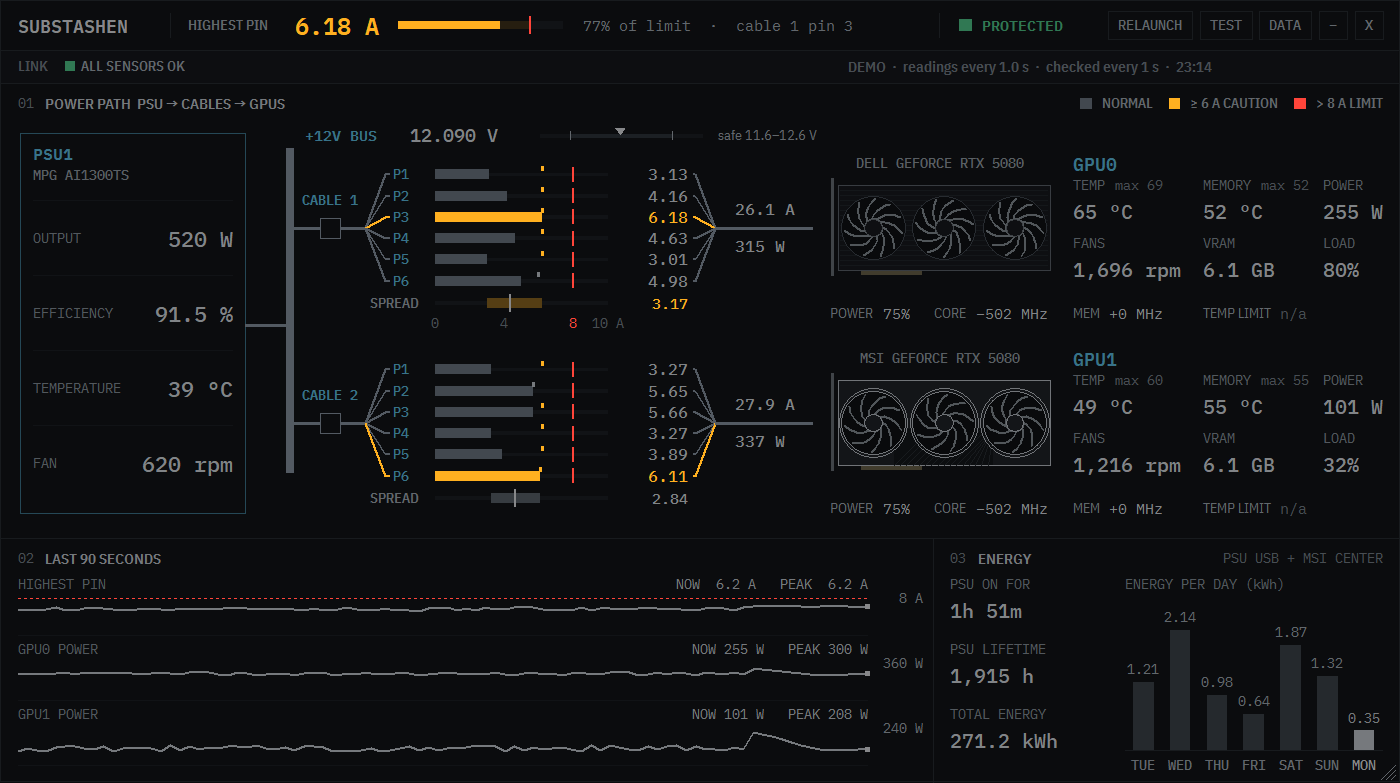 SUBSTASHEN HIGHEST PIN 6.18 A 77% of limit · cable 1 pin 3 PROTECTED RELAUNCH TEST DATA − X
LINK ALL SENSORS OK DEMO · readings every 1.0 s · checked every 1 s · 23:14
01 POWER PATH PSU → CABLES → GPUS NORMAL ≥ 6 A CAUTION > 8 A LIMIT
PSU1
MPG AI1300TS
OUTPUT 520 W
EFFICIENCY 91.5 %
TEMPERATURE 39 °C
FAN 620 rpm
+12V BUS 12.090 V safe 11.6–12.6 V
CABLE 1
P1 3.13
P2 4.16
P3 6.18
P4 4.63
P5 3.01
P6 4.98
SPREAD 3.17
0 4 8 10 A
26.1 A
315 W
CABLE 2
P1 3.27
P2 5.65
P3 5.66
P4 3.27
P5 3.89
P6 6.11
SPREAD 2.84
27.9 A
337 W
DELL GEFORCE RTX 5080
GPU0
TEMP max 69 MEMORY max 52 POWER
65 °C 52 °C 255 W
FANS VRAM LOAD
1,696 rpm 6.1 GB 80%
POWER 75% CORE −502 MHz MEM +0 MHz TEMP LIMIT n/a
MSI GEFORCE RTX 5080
GPU1
TEMP max 60 MEMORY max 55 POWER
49 °C 55 °C 101 W
FANS VRAM LOAD
1,216 rpm 6.1 GB 32%
POWER 75% CORE −502 MHz MEM +0 MHz TEMP LIMIT n/a
02 LAST 90 SECONDS
HIGHEST PIN NOW 6.2 A PEAK 6.2 A
8 A
GPU0 POWER NOW 255 W PEAK 300 W
360 W
GPU1 POWER NOW 101 W PEAK 208 W
240 W
03 ENERGY PSU USB + MSI CENTER
PSU ON FOR
1h 51m
PSU LIFETIME
1,915 h
TOTAL ENERGY
271.2 kWh
ENERGY PER DAY (kWh)
1.21 2.14 0.98 0.64 1.87 1.32 0.35
TUE WED THU FRI SAT SUN MON